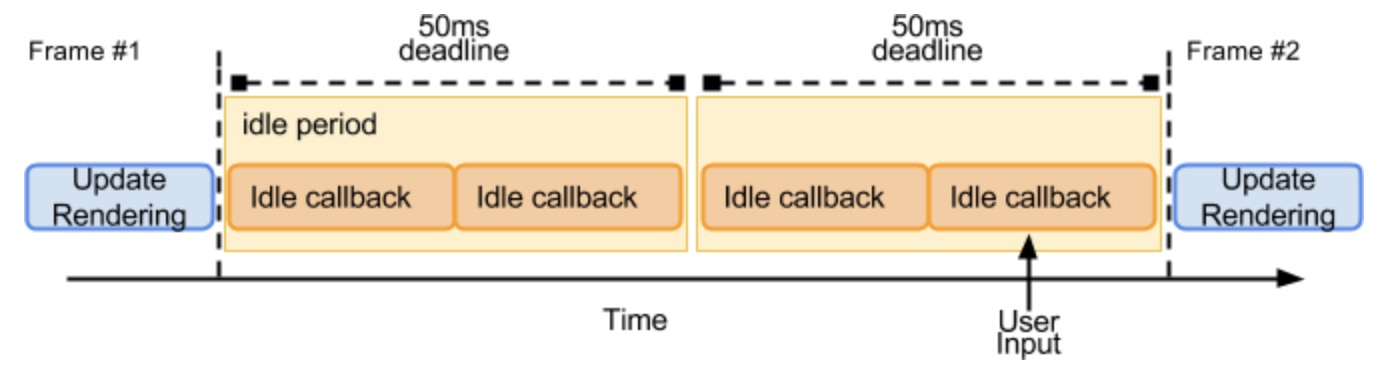 50ms
deadline
50ms
deadline
Frame #1
Frame #2
idle period
Update
Rendering
Idle callback
Idle callback
Idle callback
Idle callback
Update
Rendering
Time
User
Input